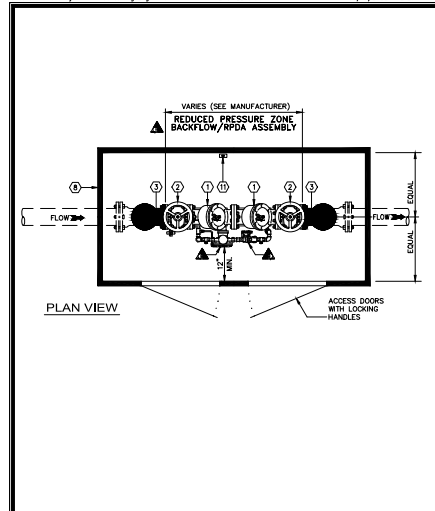 VARIES (SEE MANUFACTURER)
REDUCED PRESSURE ZONE
BACKFLOW/RPDA ASSEMBLY
8
3
2
1
11
1
2
3
FLOW
FLOW
EQUAL
EQUAL
12"
MIN.
PLAN VIEW
ACCESS DOORS
WITH LOCKING
HANDLES